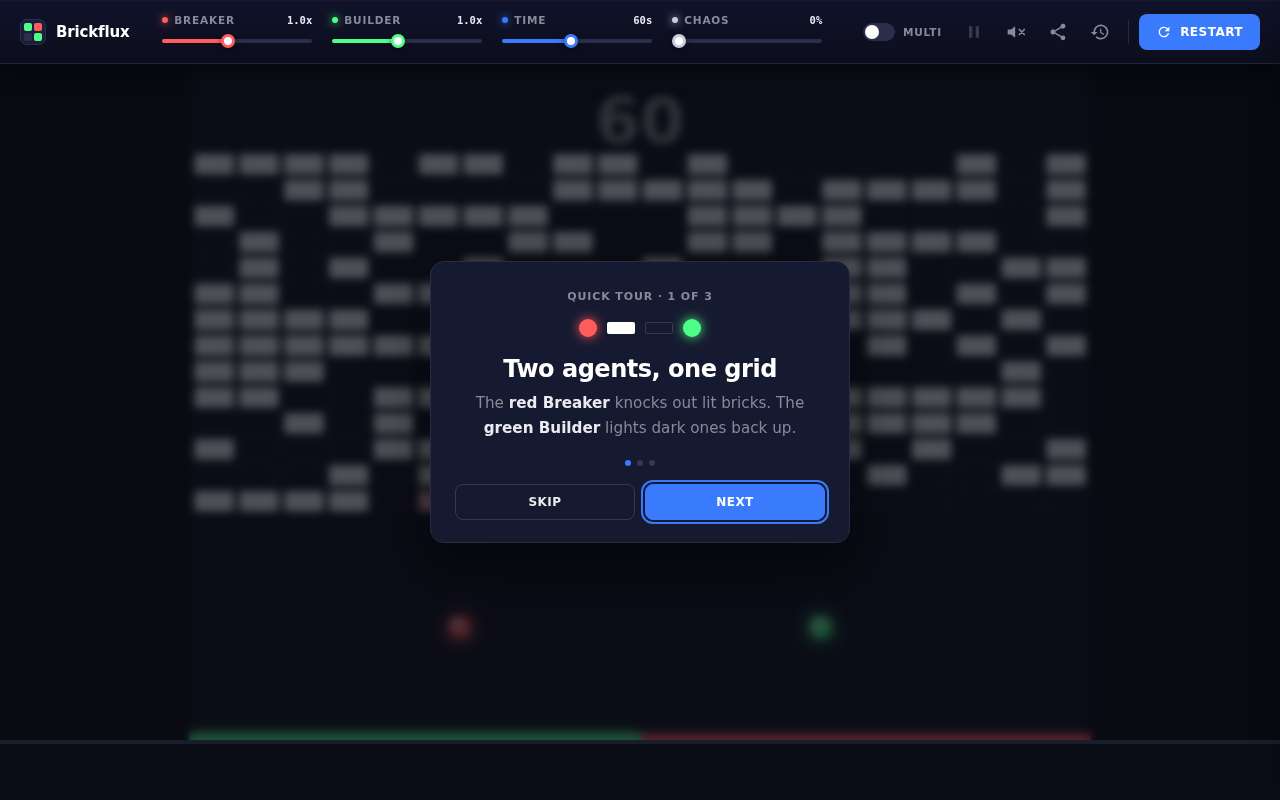 Brickflux
BREAKER 1.0x
BUILDER 1.0x
TIME 60s
CHAOS 0%
MULTI
RESTART
60
QUICK TOUR · 1 OF 3
Two agents, one grid
The red Breaker knocks out lit bricks. The
green Builder lights dark ones back up.
SKIP
NEXT